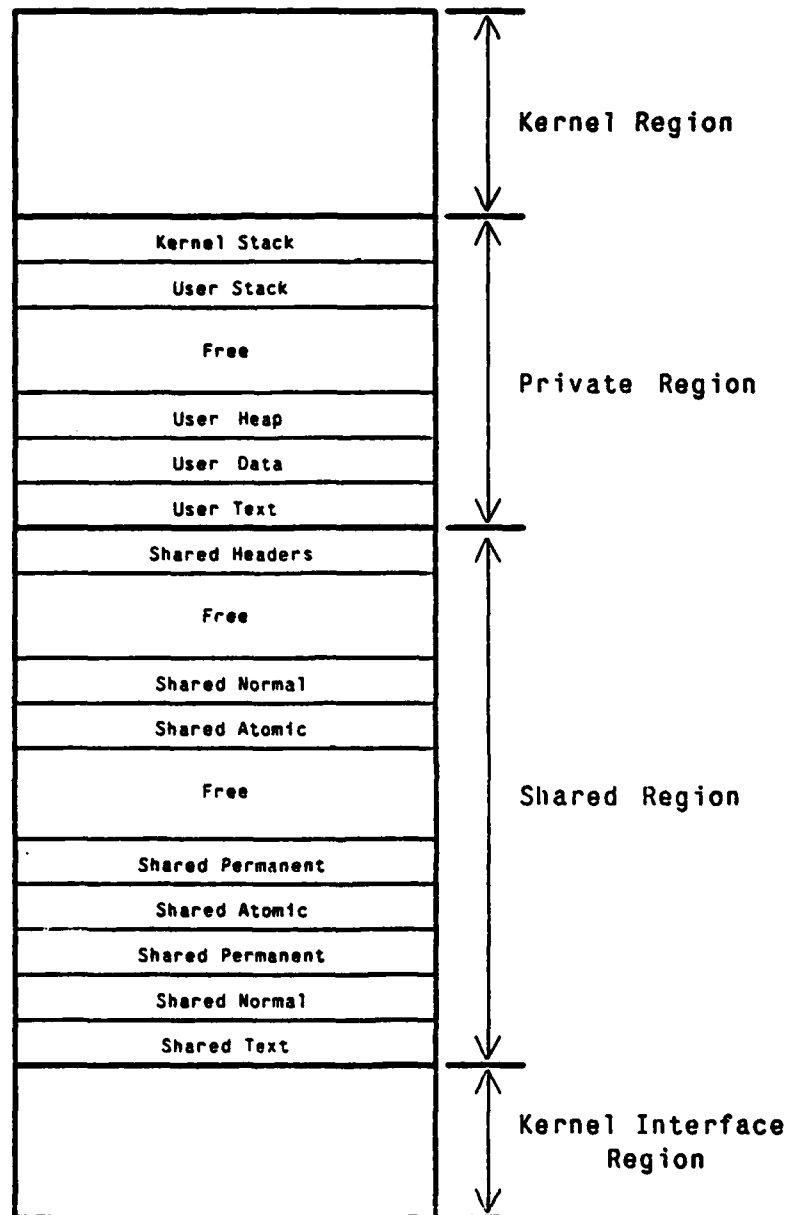 Kernel Region
Kernel Stack
User Stack
Free
Private Region
User Heap
User Data
User Text
Shared Headers
Free
Shared Normal
Shared Atomic
Free
Shared Region
Shared Permanent
Shared Atomic
Shared Permanent
Shared Normal
Shared Text
Kernel Interface
Region